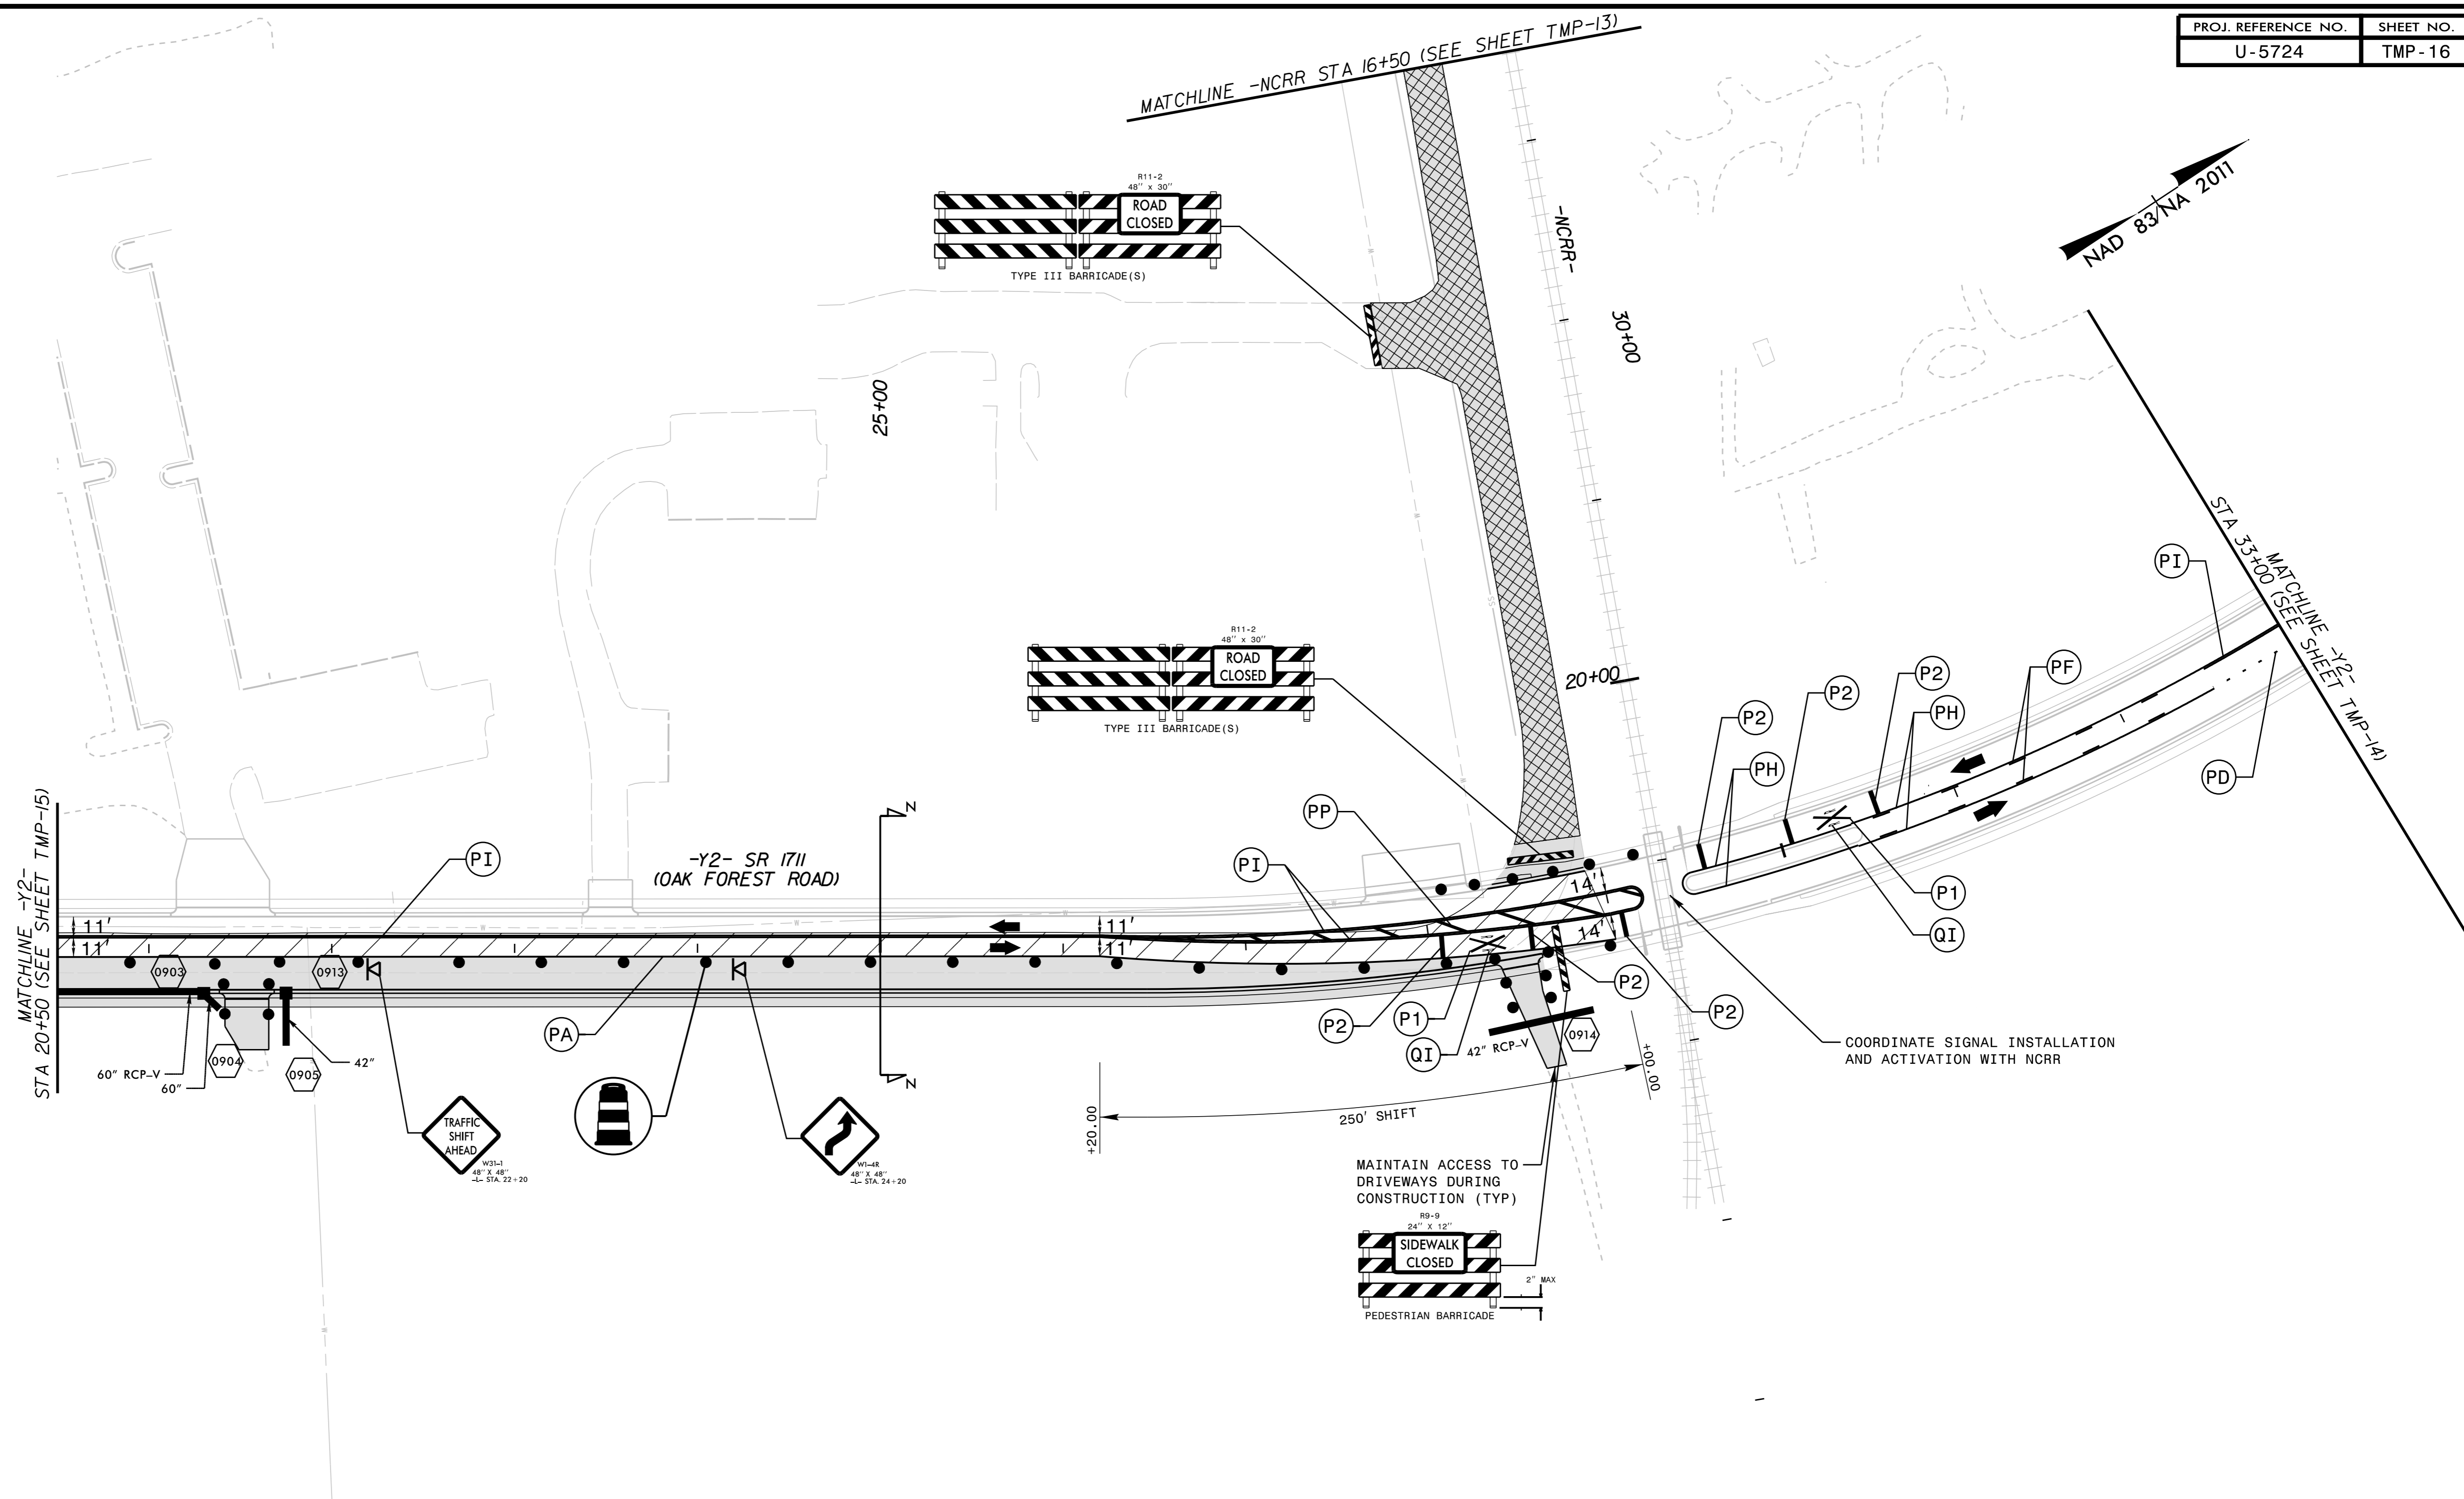 PROJ. REFERENCE NO.
SHEET NO.
U-5724
TMP-16
MATCHLINE -NCRR STA 16+50 (SEE SHEET TMP-13)
NAD 83/NA 2011
R11-2
48" x 30"
ROAD
CLOSED
TYPE III BARRICADE(S)
-NCRR-
30+00
25+00
R11-2
48" x 30"
ROAD
CLOSED
TYPE III BARRICADE(S)
20+00
MATCHLINE -Y2-
STA 33+00 (SEE SHEET TMP-14)
PI
PF
P2
PH
P2
P2
PH
PD
P1
QI
MATCHLINE -Y2-
STA 20+50 (SEE SHEET TMP-15)
PI
-Y2- SR 1711
(OAK FOREST ROAD)
N
N
PI
PP
11'
11'
11'
11'
14'
14'
W
W
W
W
W
W
W
W
SS
0903
0913
0904
0905
0914
60" RCP-V
60"
42"
PA
P2
P1
QI
P2
P2
42" RCP-V
TRAFFIC
SHIFT
AHEAD
W31-1
48" X 48"
-L- STA. 22+20
W1-4R
48" X 48"
-L- STA. 24+20
+20.00
250' SHIFT
+00.00
COORDINATE SIGNAL INSTALLATION
AND ACTIVATION WITH NCRR
MAINTAIN ACCESS TO
DRIVEWAYS DURING
CONSTRUCTION (TYP)
R9-9
24" X 12"
SIDEWALK
CLOSED
2" MAX
PEDESTRIAN BARRICADE